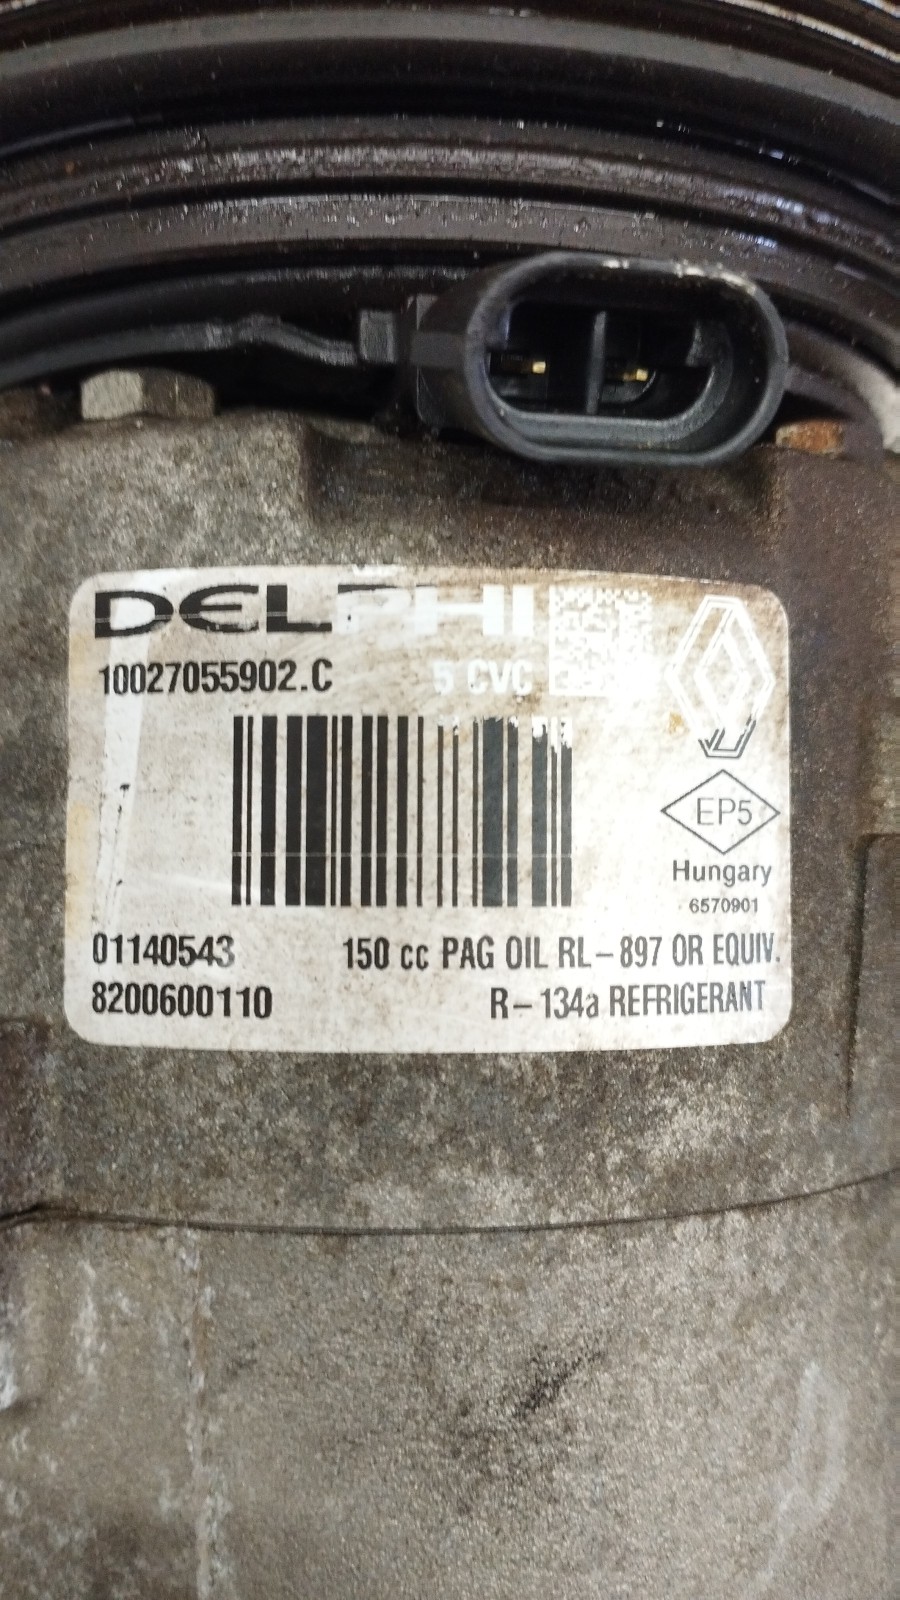 DELPHI
10027055902.C 5 CVC
EP5
Hungary
6570901
01140543 150 cc PAG OIL RL-897 OR EQUIV.
8200600110 R-134a REFRIGERANT